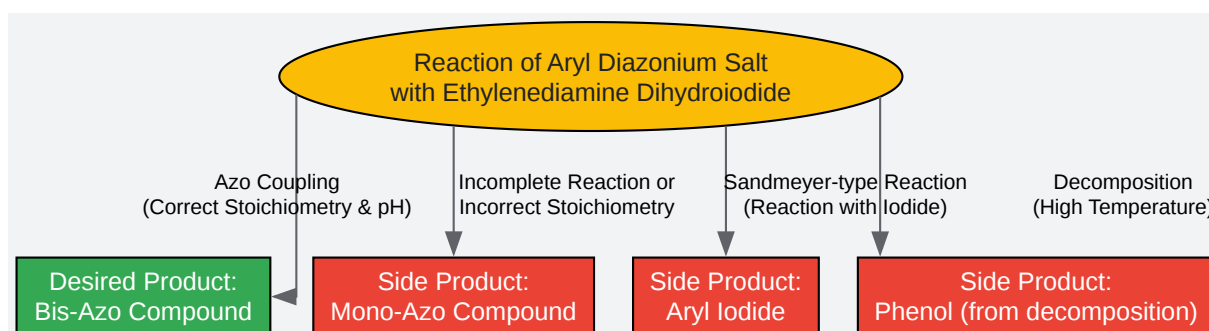 Reaction of Aryl Diazonium Salt
with Ethylenediamine Dihydroiodide
Azo Coupling
(Correct Stoichiometry & pH)
Incomplete Reaction or
Incorrect Stoichiometry
Sandmeyer-type Reaction
(Reaction with Iodide)
Decomposition
(High Temperature)
Desired Product:
Bis-Azo Compound
Side Product:
Mono-Azo Compound
Side Product:
Aryl Iodide
Side Product:
Phenol (from decomposition)